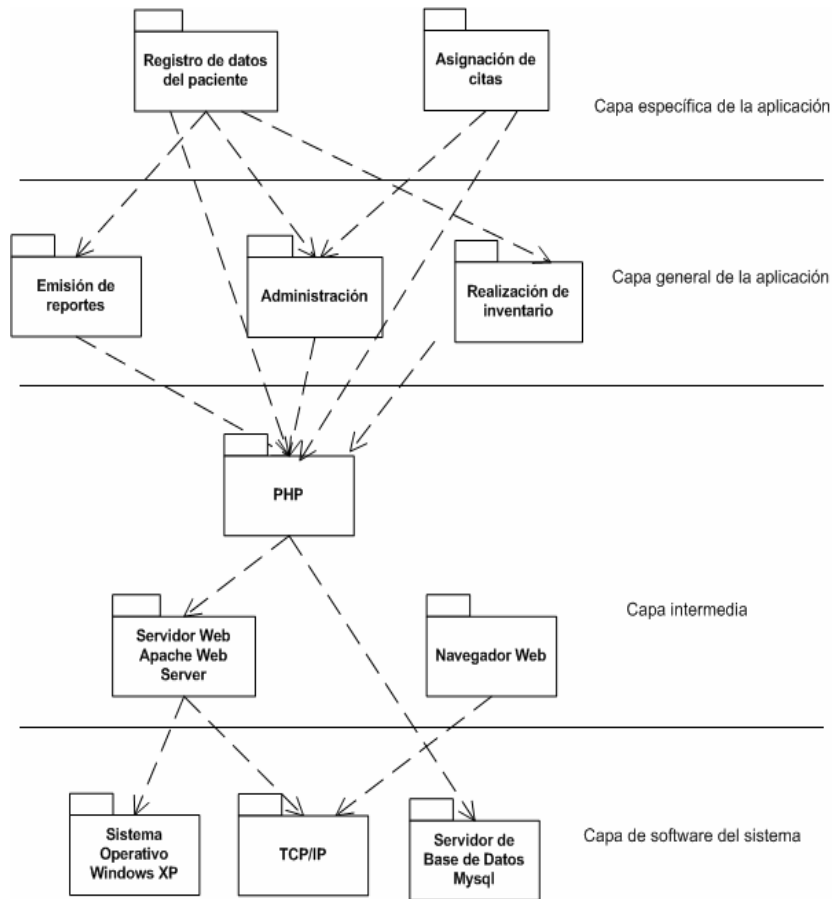 Registro de datos
del paciente
Asignación de
citas
Capa específica de la aplicación
Emisión de
reportes
Administración
Realización de
inventario
Capa general de la aplicación
PHP
Servidor Web
Apache Web
Server
Navegador Web
Capa intermedia
Sistema
Operativo
Windows XP
TCP/IP
Servidor de
Base de Datos
Mysql
Capa de software del sistema